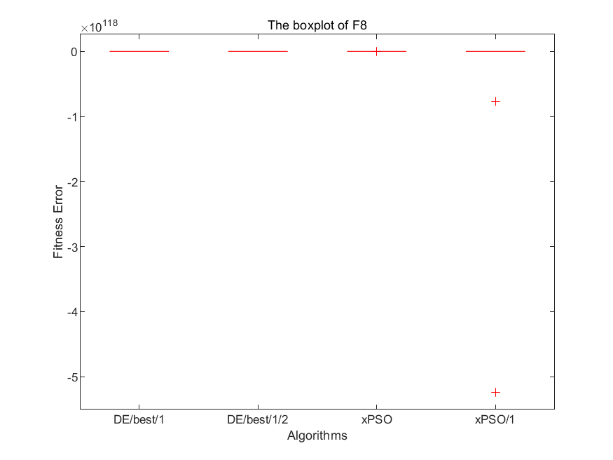 The boxplot of F8
×10^118
0
-1
-2
-3
-4
-5
Fitness Error
DE/best/1 DE/best/1/2 xPSO xPSO/1
Algorithms